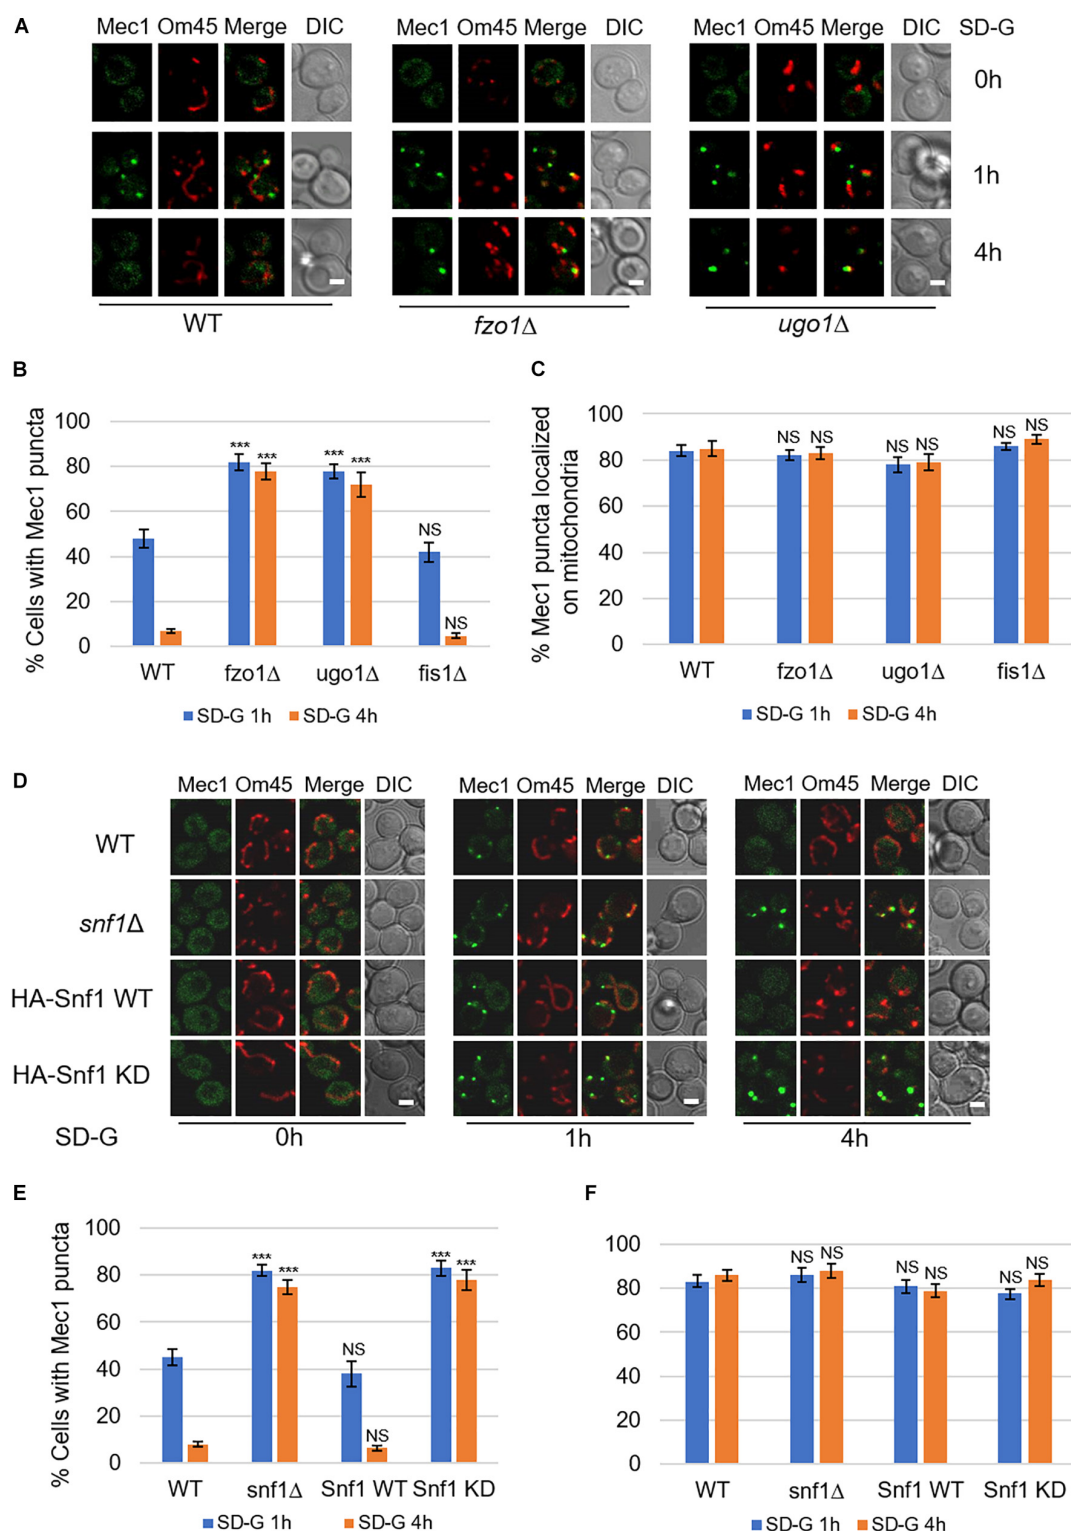 A
Mec1 Om45 Merge DIC Mec1 Om45 Merge DIC Mec1 Om45 Merge DIC SD-G
0h
1h
4h
WT fzo1Δ ugo1Δ
B
% Cells with Mec1 puncta
100
80
60
40
20
0
*** *** *** *** NS NS
WT fzo1Δ ugo1Δ fis1Δ
SD-G 1h SD-G 4h
C
% Mec1 puncta localized
on mitochondria
100
80
60
40
20
0
NS NS NS NS NS NS
WT fzo1Δ ugo1Δ fis1Δ
SD-G 1h SD-G 4h
D
Mec1 Om45 Merge DIC Mec1 Om45 Merge DIC Mec1 Om45 Merge DIC
WT
snf1Δ
HA-Snf1 WT
HA-Snf1 KD
SD-G 0h 1h 4h
E
% Cells with Mec1 puncta
100
80
60
40
20
0
*** *** NS NS *** ***
WT snf1Δ Snf1 WT Snf1 KD
SD-G 1h SD-G 4h
F
100
80
60
40
20
0
NS NS NS NS NS NS
WT snf1Δ Snf1 WT Snf1 KD
SD-G 1h SD-G 4h